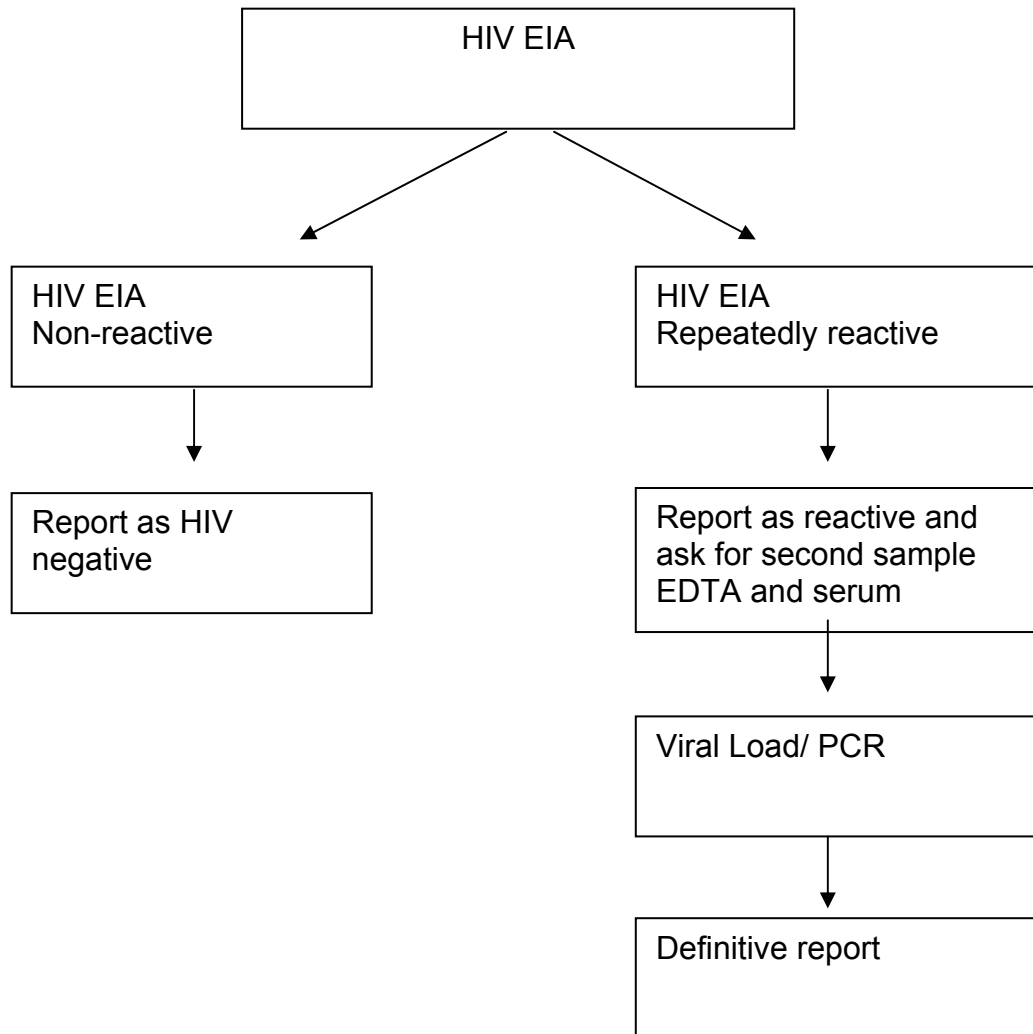 HIV EIA
HIV EIA
Non-reactive
HIV EIA
Repeatedly reactive
Report as HIV
negative
Report as reactive and
ask for second sample
EDTA and serum
Viral Load/ PCR
Definitive report